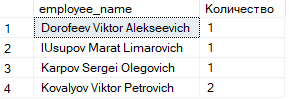 employee_name Количество
1 Dorofeev Viktor Alekseevich 1
2 IUsupov Marat Limarovich 1
3 Karpov Sergei Olegovich 1
4 Kovalyov Viktor Petrovich 2